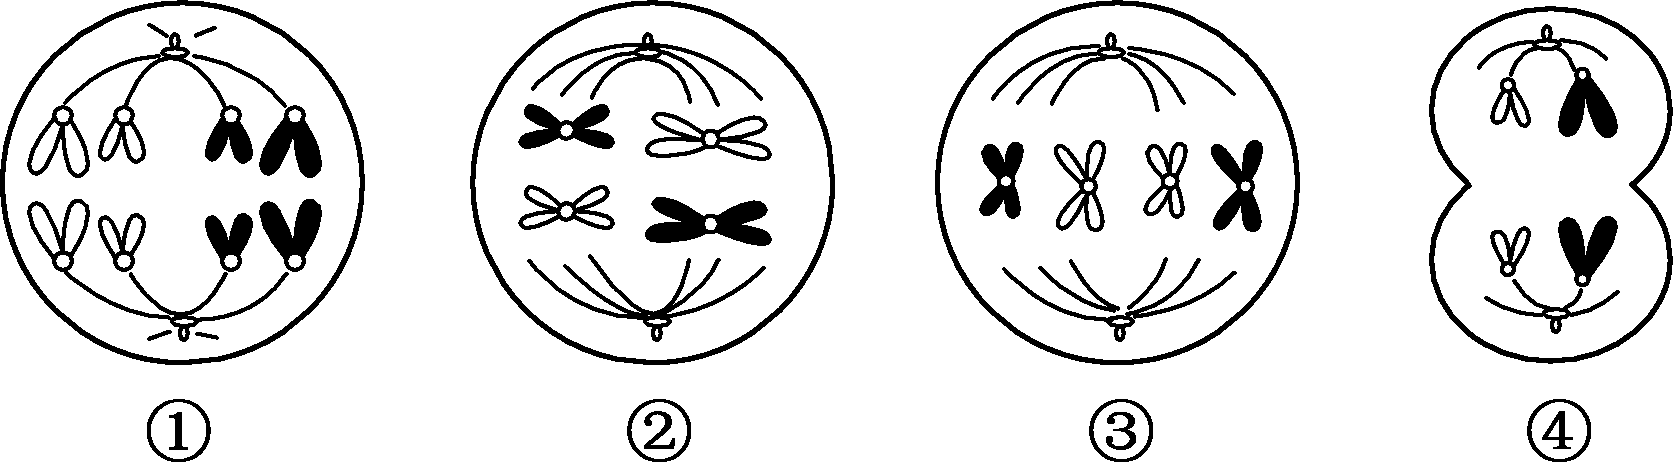 ① ② ③ ④